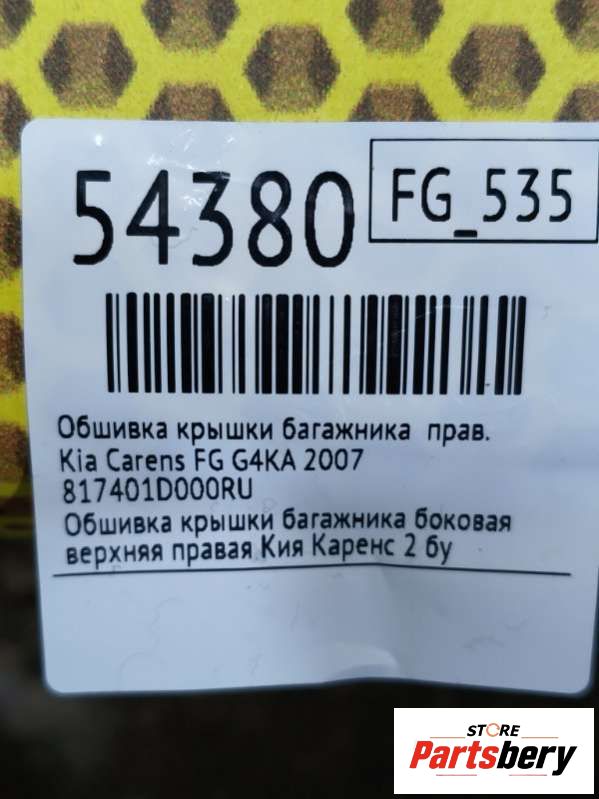 54380
FG_535
Обшивка крышки багажника прав.
Kia Carens FG G4KA 2007
817401D000RU
Обшивка крышки багажника боковая
верхняя правая Кия Каренс 2 бу
STORE
Partsbery